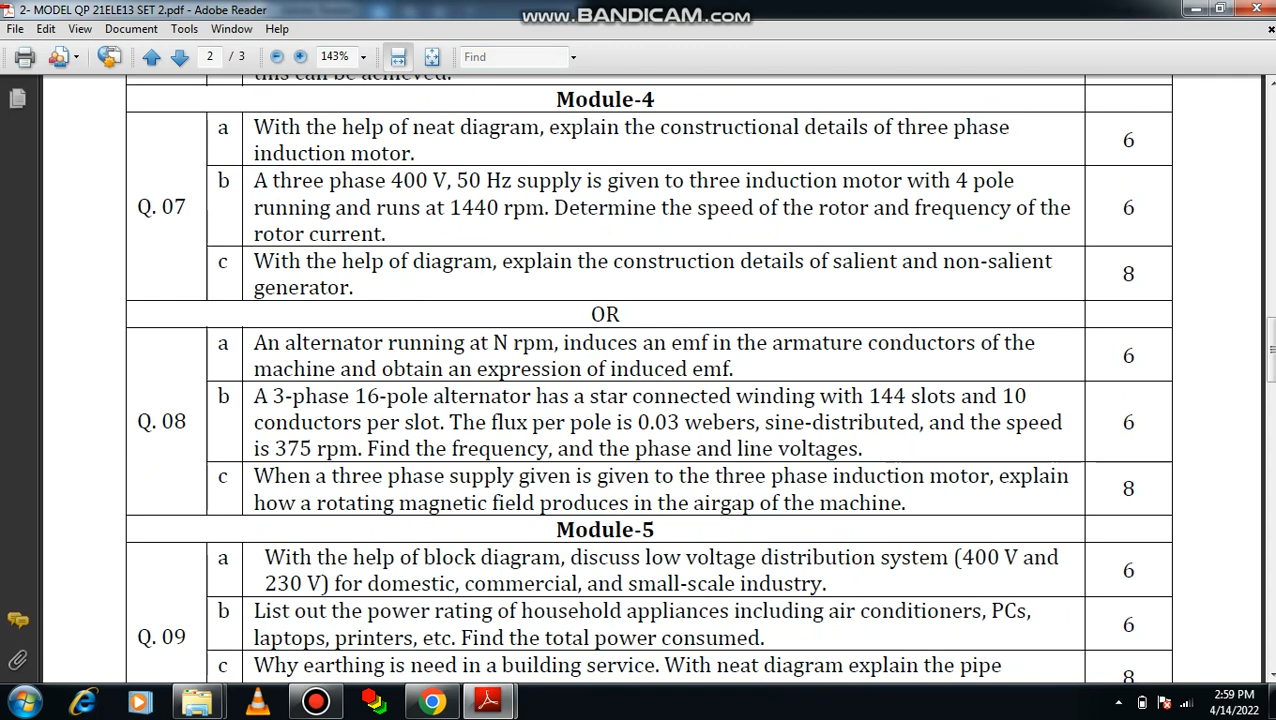 2- MODEL QP 21ELE13 SET 2.pdf - Adobe Reader
www.BANDICAM.com
File Edit View Document Tools Window Help
2 / 3 143% Find
this can be achieved.
Module-4
Q. 07
a With the help of neat diagram, explain the constructional details of three phase
induction motor.
6
b A three phase 400 V, 50 Hz supply is given to three induction motor with 4 pole
running and runs at 1440 rpm. Determine the speed of the rotor and frequency of the
rotor current.
6
c With the help of diagram, explain the construction details of salient and non-salient
generator.
8
OR
Q. 08
a An alternator running at N rpm, induces an emf in the armature conductors of the
machine and obtain an expression of induced emf.
6
b A 3-phase 16-pole alternator has a star connected winding with 144 slots and 10
conductors per slot. The flux per pole is 0.03 webers, sine-distributed, and the speed
is 375 rpm. Find the frequency, and the phase and line voltages.
6
c When a three phase supply given is given to the three phase induction motor, explain
how a rotating magnetic field produces in the airgap of the machine.
8
Module-5
Q. 09
a With the help of block diagram, discuss low voltage distribution system (400 V and
230 V) for domestic, commercial, and small-scale industry.
6
b List out the power rating of household appliances including air conditioners, PCs,
laptops, printers, etc. Find the total power consumed.
6
c Why earthing is need in a building service. With neat diagram explain the pipe
8
2:59 PM
4/14/2022